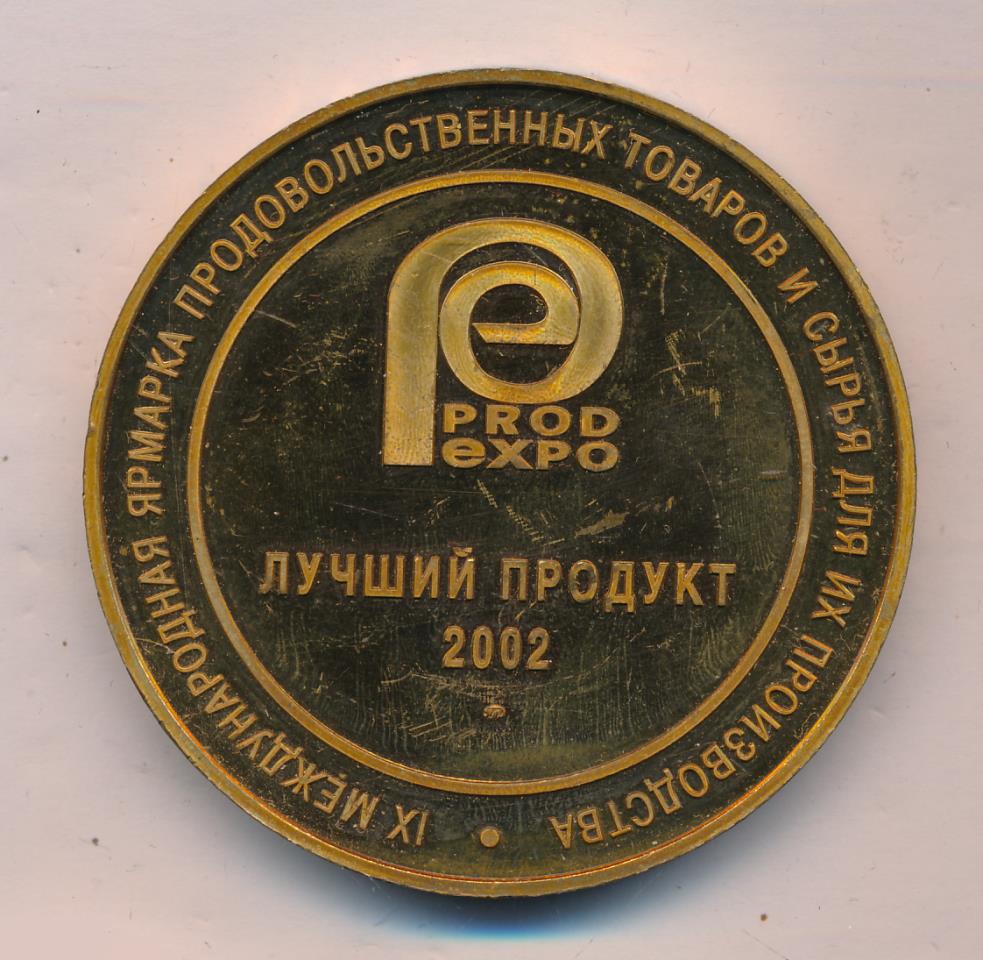 IX МЕЖДУНАРОДНАЯ ЯРМАРКА ПРОДОВОЛЬСТВЕННЫХ ТОВАРОВ И СЫРЬЯ ДЛЯ ИХ ПРОИЗВОДСТВА
PROD
eXPO
ЛУЧШИЙ ПРОДУКТ
2002